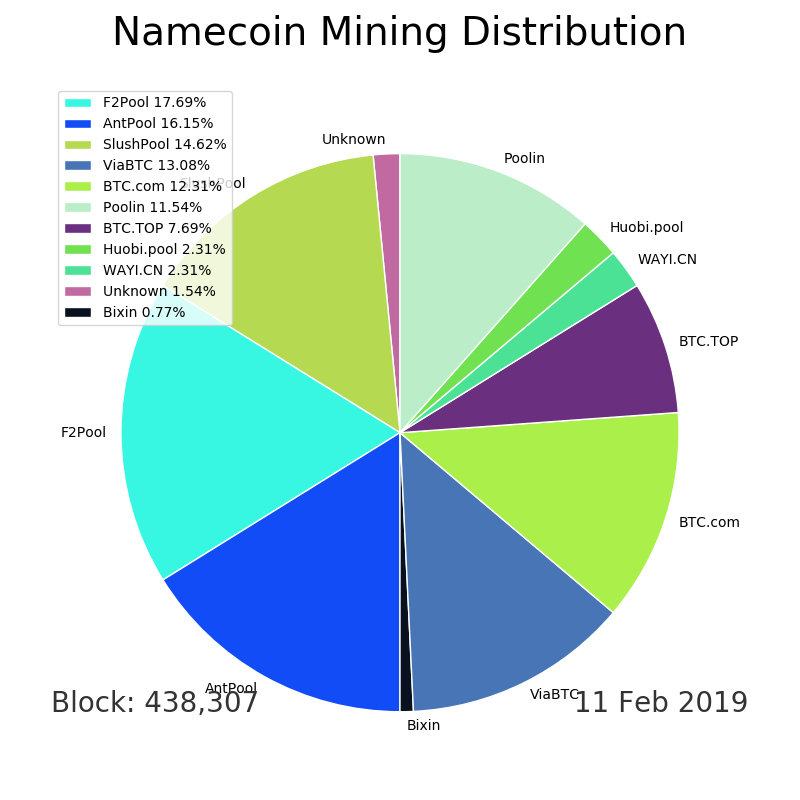 Namecoin Mining Distribution
F2Pool 17.69%
AntPool 16.15%
SlushPool 14.62%
ViaBTC 13.08%
BTC.com 12.31%
Poolin 11.54%
BTC.TOP 7.69%
Huobi.pool 2.31%
WAYI.CN 2.31%
Unknown 1.54%
Bixin 0.77%
Unknown
Poolin
SlushPool
Huobi.pool
WAYI.CN
BTC.TOP
F2Pool
BTC.com
AntPool
ViaBTC
Bixin
Block: 438,307
11 Feb 2019